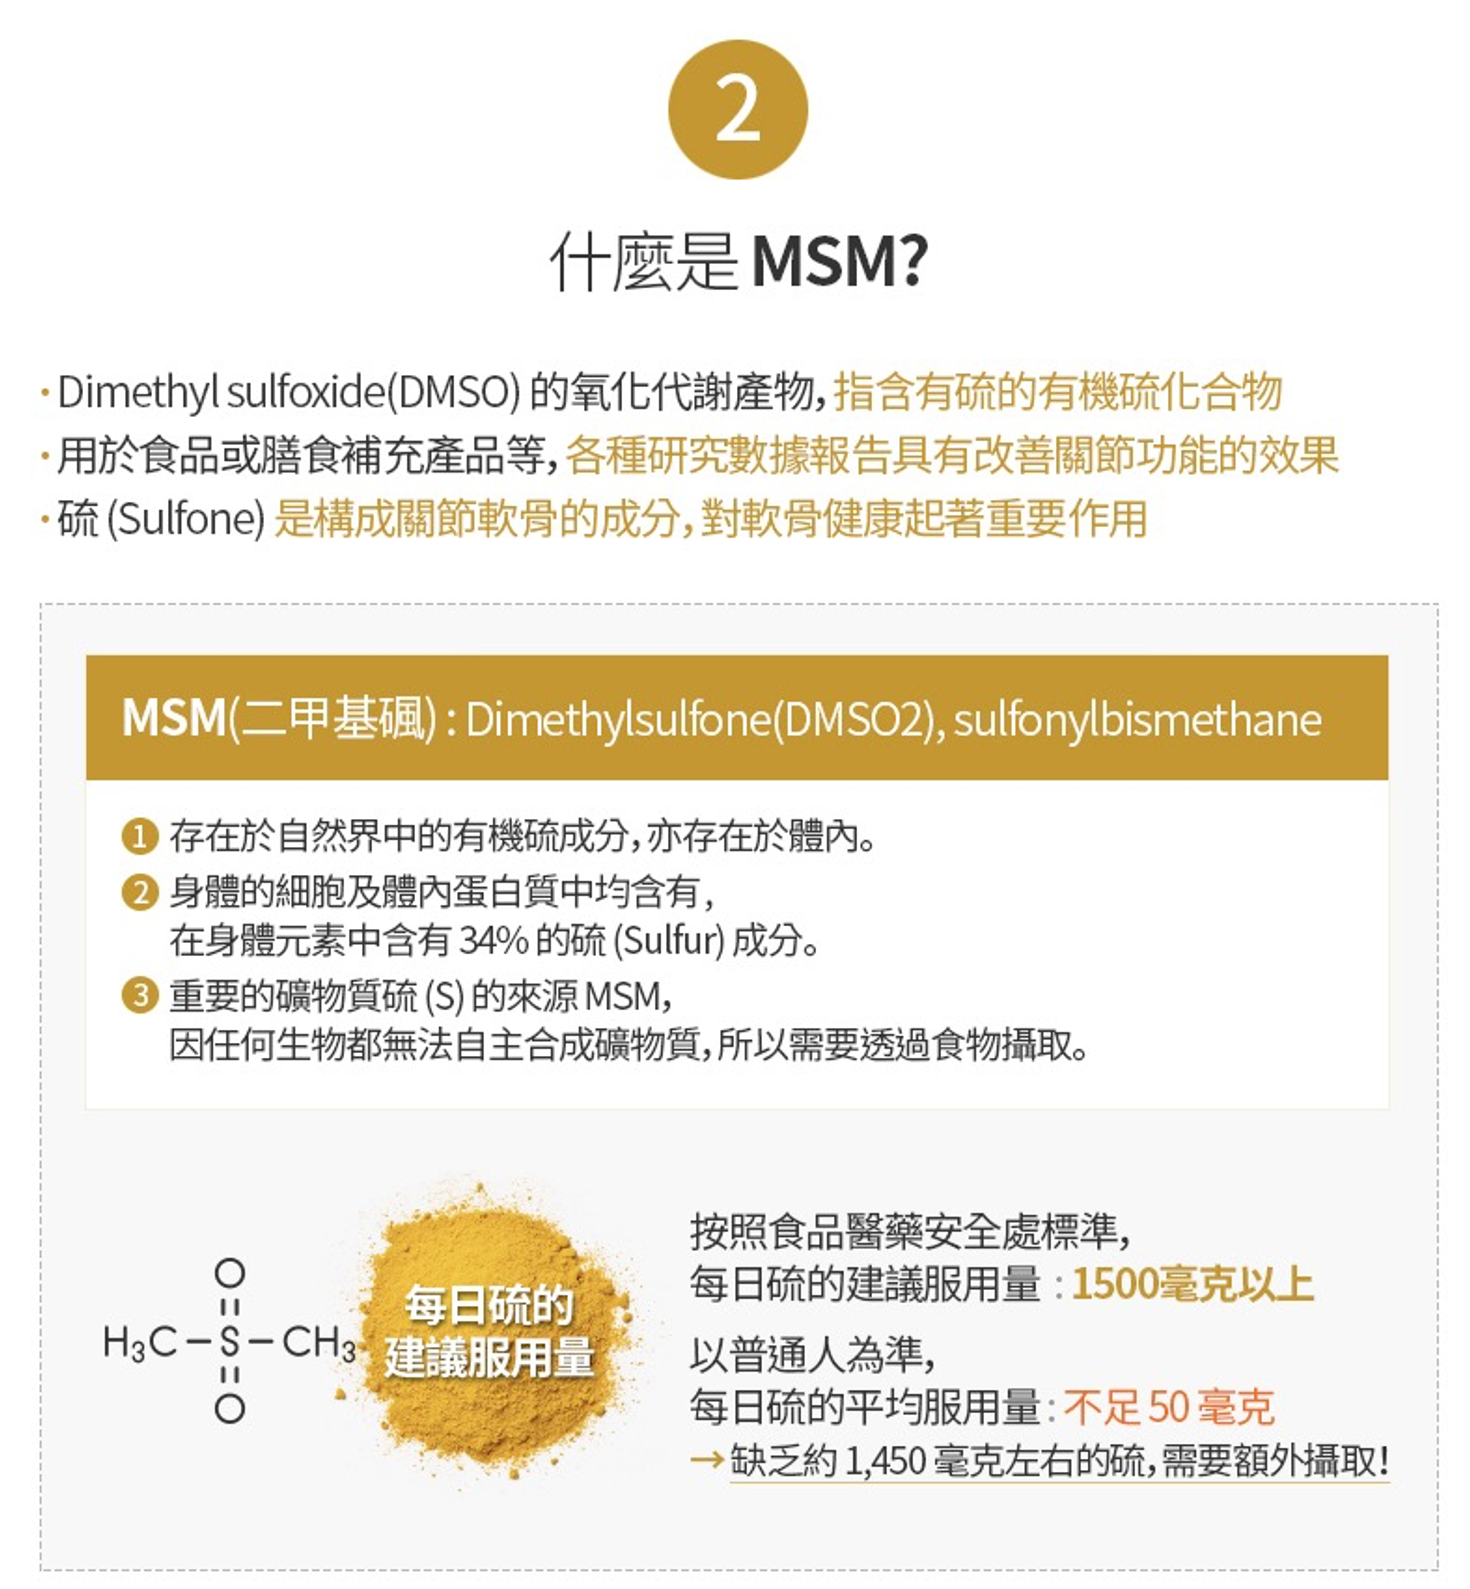 2
什麼是 MSM?
· Dimethyl sulfoxide(DMSO) 的氧化代謝產物, 指含有硫的有機硫化合物
· 用於食品或膳食補充產品等, 各種研究數據報告具有改善關節功能的效果
· 硫 (Sulfone) 是構成關節軟骨的成分, 對軟骨健康起著重要作用
MSM(二甲基碸) : Dimethylsulfone(DMSO2), sulfonylbismethane
1 存在於自然界中的有機硫成分, 亦存在於體內。
2 身體的細胞及體內蛋白質中均含有,
在身體元素中含有 34% 的硫 (Sulfur) 成分。
3 重要的礦物質硫 (S) 的來源 MSM,
因任何生物都無法自主合成礦物質, 所以需要透過食物攝取。
O
H3C – S – CH3
O
每日硫的
建議服用量
按照食品醫藥安全處標準,
每日硫的建議服用量 : 1500毫克以上
以普通人為準,
每日硫的平均服用量 : 不足 50 毫克
→ 缺乏約 1,450 毫克左右的硫, 需要額外攝取!